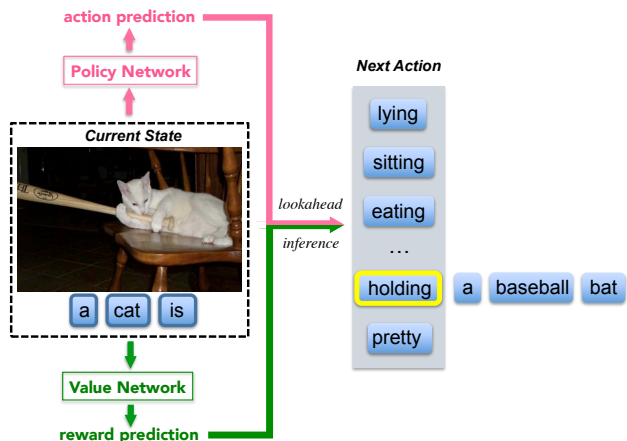 action prediction
Policy Network
Current State
a cat is
Value Network
reward prediction
lookahead
inference
Next Action
lying
sitting
eating
...
holding a baseball bat
pretty